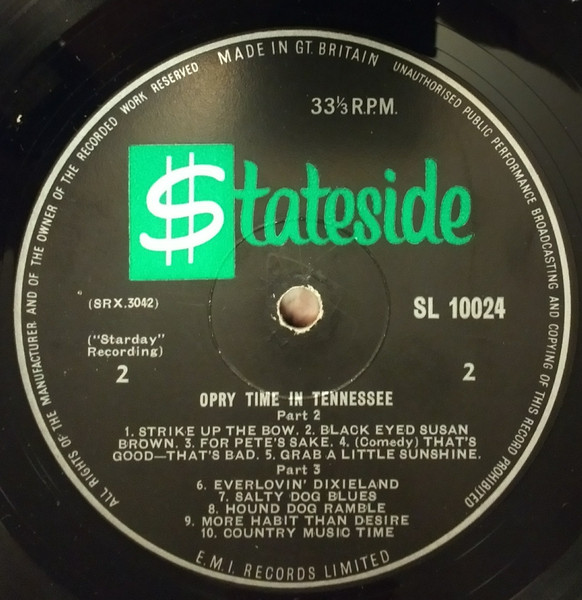 MADE IN GT. BRITAIN
UNAUTHORISED PUBLIC PERFORMANCE BROADCASTING AND COPYING OF THIS RECORD PROHIBITED
ALL RIGHTS OF THE MANUFACTURER AND OF THE OWNER OF THE RECORDED WORK RESERVED
33⅓ R.P.M.
$tateside
(SRX.3042)
SL 10024
("Starday"
Recording)
2
2
OPRY TIME IN TENNESSEE
Part 2
1. STRIKE UP THE BOW. 2. BLACK EYED SUSAN
BROWN. 3. FOR PETE'S SAKE. 4. (Comedy) THAT'S
GOOD—THAT'S BAD. 5. GRAB A LITTLE SUNSHINE.
Part 3
6. EVERLOVIN' DIXIELAND
7. SALTY DOG BLUES
8. HOUND DOG RAMBLE
9. MORE HABIT THAN DESIRE
10. COUNTRY MUSIC TIME
E.M.I. RECORDS LIMITED